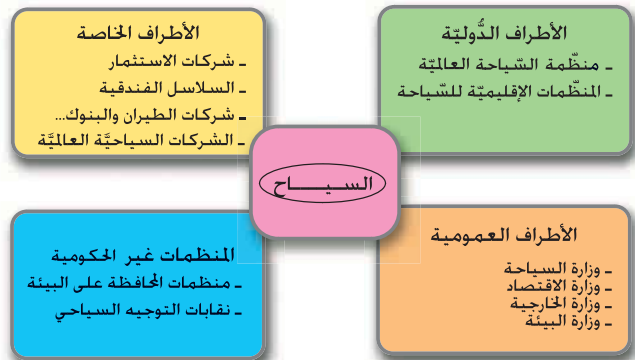 الأطراف الدُّوليّة
ـ منظّمة السّياحة العالميّة
ـ المنظّمات الإقليميّة للسّياحة
الأطراف الخاصة
ـ شركات الاستثمار
ـ السلاسل الفندقية
ـ شركات الطيران والبنوك...
ـ الشركات السياحيَّة العالميَّة
السـيـــــاح
الأطراف العمومية
ـ وزارة السياحة
ـ وزارة الاقتصاد
ـ وزارة الخارجية
ـ وزارة البيئة
المنظمات غير الحكومية
ـ منظمات المحافظة على البيئة
ـ نقابات التوجيه السياحي